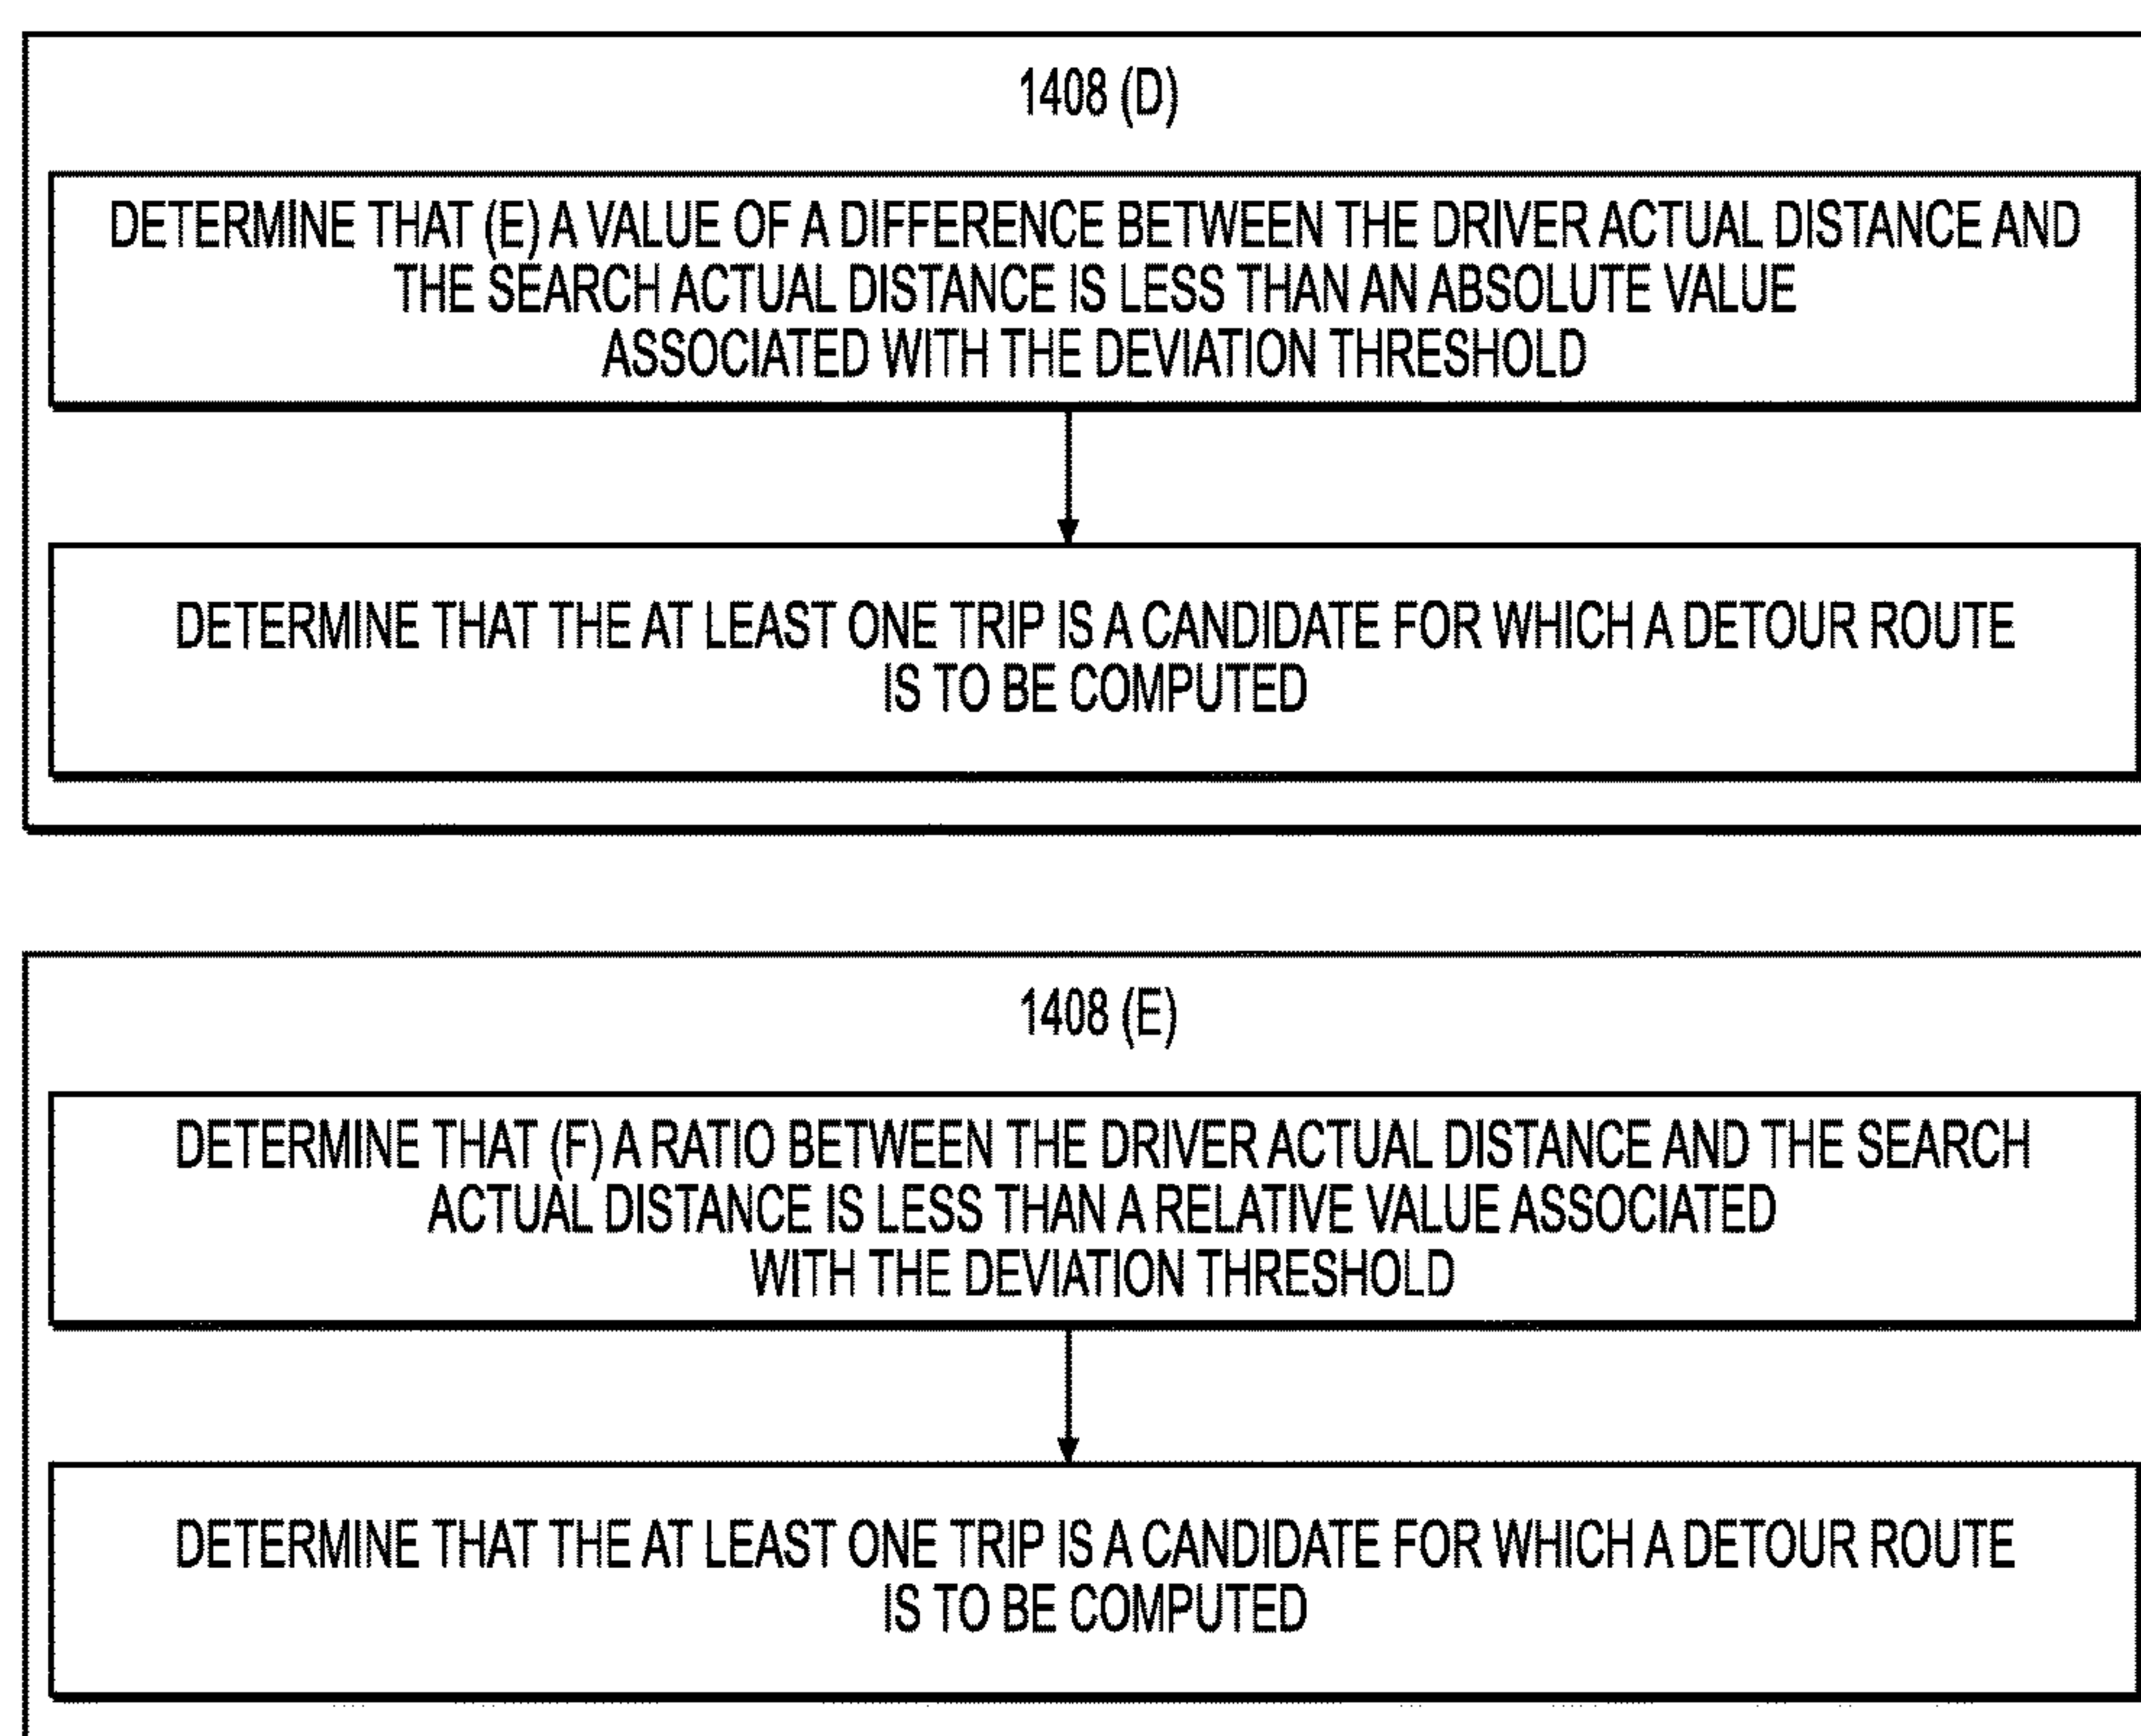 1408 (D)
DETERMINE THAT (E) A VALUE OF A DIFFERENCE BETWEEN THE DRIVER ACTUAL DISTANCE AND
THE SEARCH ACTUAL DISTANCE IS LESS THAN AN ABSOLUTE VALUE
ASSOCIATED WITH THE DEVIATION THRESHOLD
DETERMINE THAT THE AT LEAST ONE TRIP IS A CANDIDATE FOR WHICH A DETOUR ROUTE
IS TO BE COMPUTED
1408 (E)
DETERMINE THAT (F) A RATIO BETWEEN THE DRIVER ACTUAL DISTANCE AND THE SEARCH
ACTUAL DISTANCE IS LESS THAN A RELATIVE VALUE ASSOCIATED
WITH THE DEVIATION THRESHOLD
DETERMINE THAT THE AT LEAST ONE TRIP IS A CANDIDATE FOR WHICH A DETOUR ROUTE
IS TO BE COMPUTED